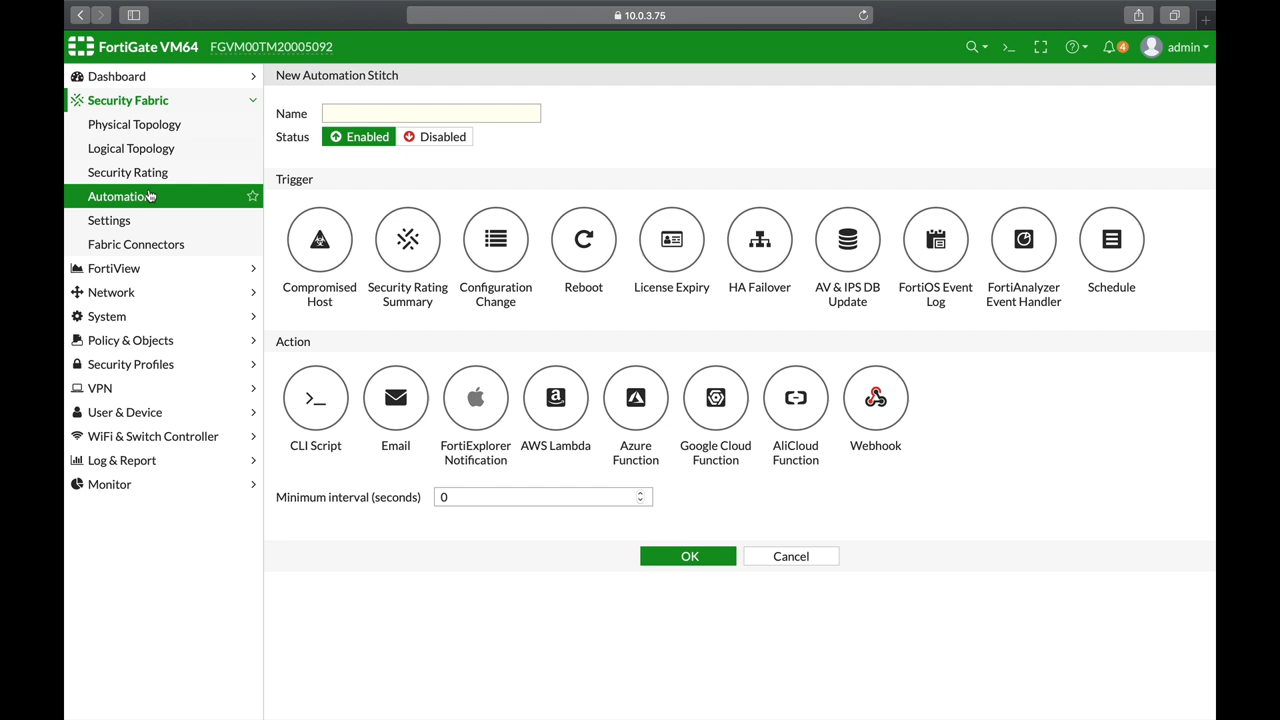 10.0.3.75
FortiGate VM64 FGVM00TM20005092
4 admin
Dashboard
Security Fabric
Physical Topology
Logical Topology
Security Rating
Automation
Settings
Fabric Connectors
FortiView
Network
System
Policy & Objects
Security Profiles
VPN
User & Device
WiFi & Switch Controller
Log & Report
Monitor
New Automation Stitch
Name
Status Enabled Disabled
Trigger
Compromised Host
Security Rating Summary
Configuration Change
Reboot
License Expiry
HA Failover
AV & IPS DB Update
FortiOS Event Log
FortiAnalyzer Event Handler
Schedule
Action
CLI Script
Email
FortiExplorer Notification
AWS Lambda
Azure Function
Google Cloud Function
AliCloud Function
Webhook
Minimum interval (seconds) 0
OK Cancel